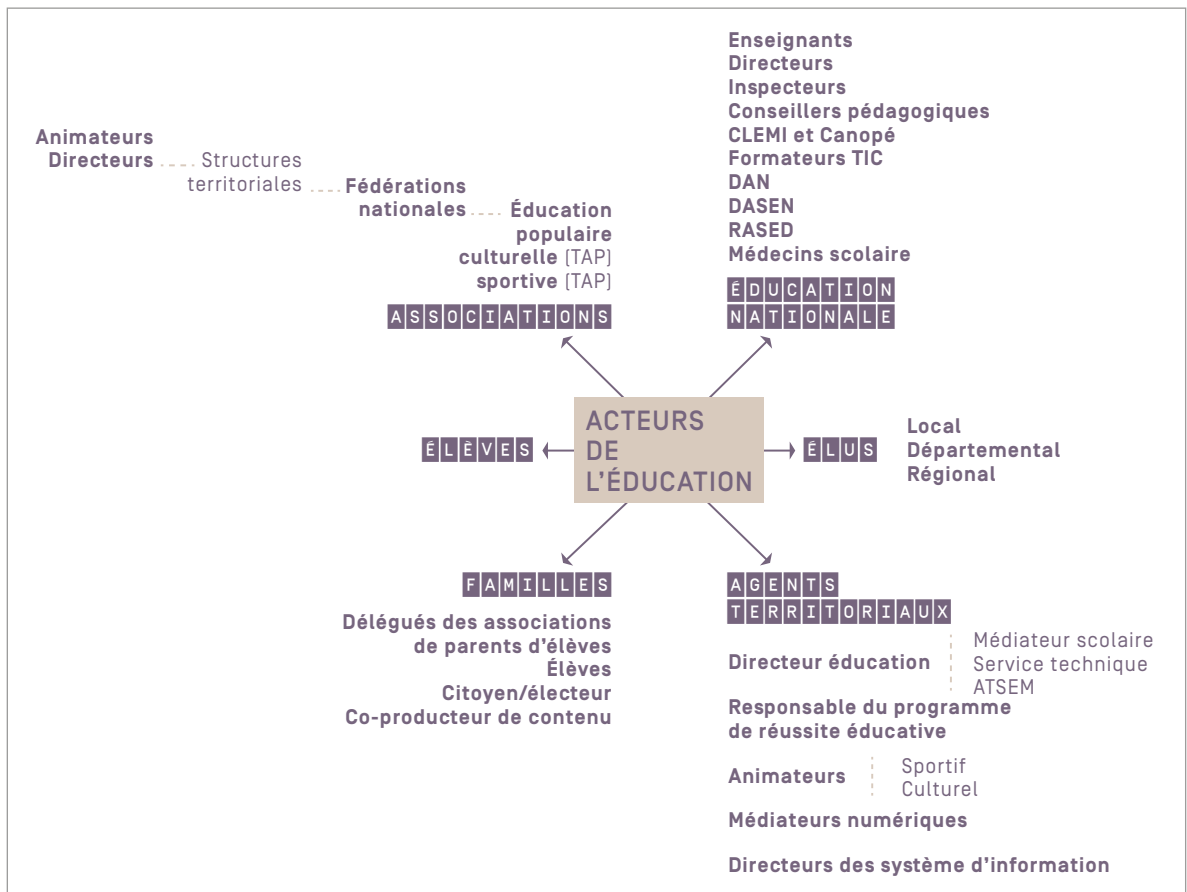 Animateurs
Directeurs
Structures
territoriales
Fédérations
nationales
Éducation
populaire
culturelle (TAP)
sportive (TAP)
ASSOCIATIONS
Enseignants
Directeurs
Inspecteurs
Conseillers pédagogiques
CLEMI et Canopé
Formateurs TIC
DAN
DASEN
RASED
Médecins scolaire
ÉDUCATION
NATIONALE
ACTEURS
DE
L'ÉDUCATION
ÉLÈVES
ÉLUS
Local
Départemental
Régional
FAMILLES
Délégués des associations
de parents d'élèves
Élèves
Citoyen/électeur
Co-producteur de contenu
AGENTS
TERRITORIAUX
Directeur éducation
Médiateur scolaire
Service technique
ATSEM
Responsable du programme
de réussite éducative
Animateurs
Sportif
Culturel
Médiateurs numériques
Directeurs des système d'information